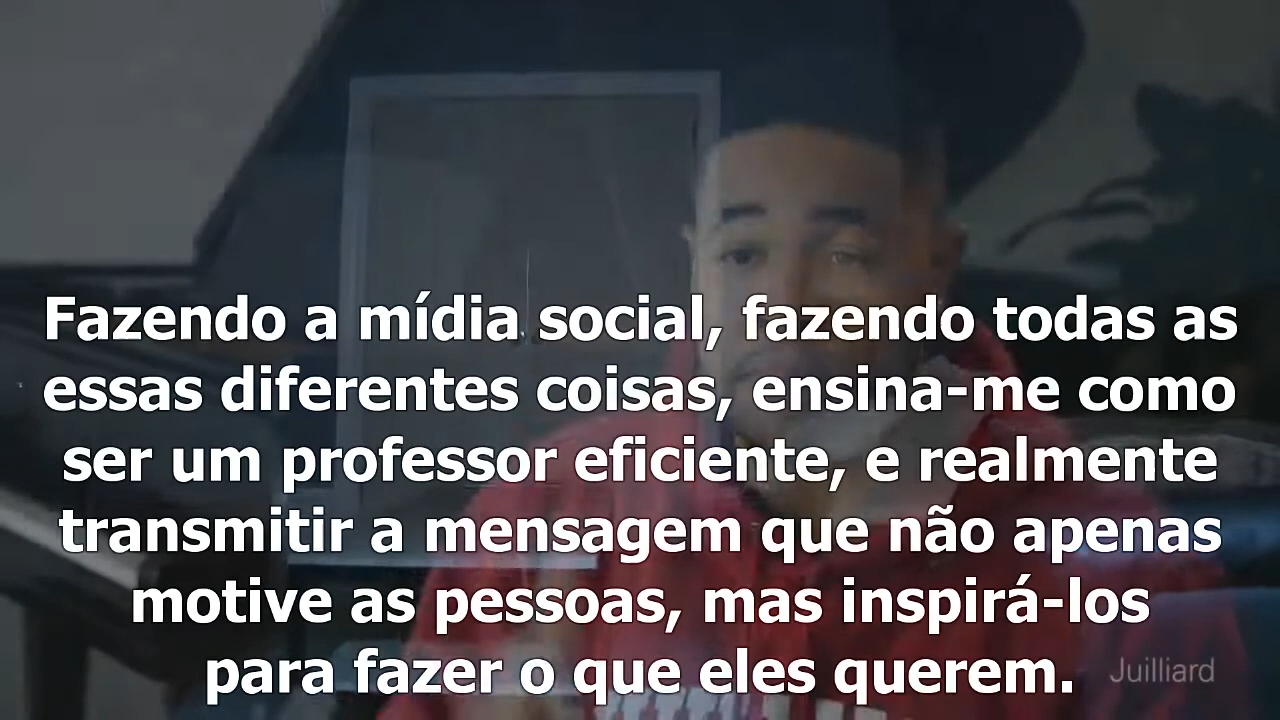 Fazendo a mídia social, fazendo todas as
essas diferentes coisas, ensina-me como
ser um professor eficiente, e realmente
transmitir a mensagem que não apenas
motive as pessoas, mas inspirá-los
para fazer o que eles querem.
Juilliard